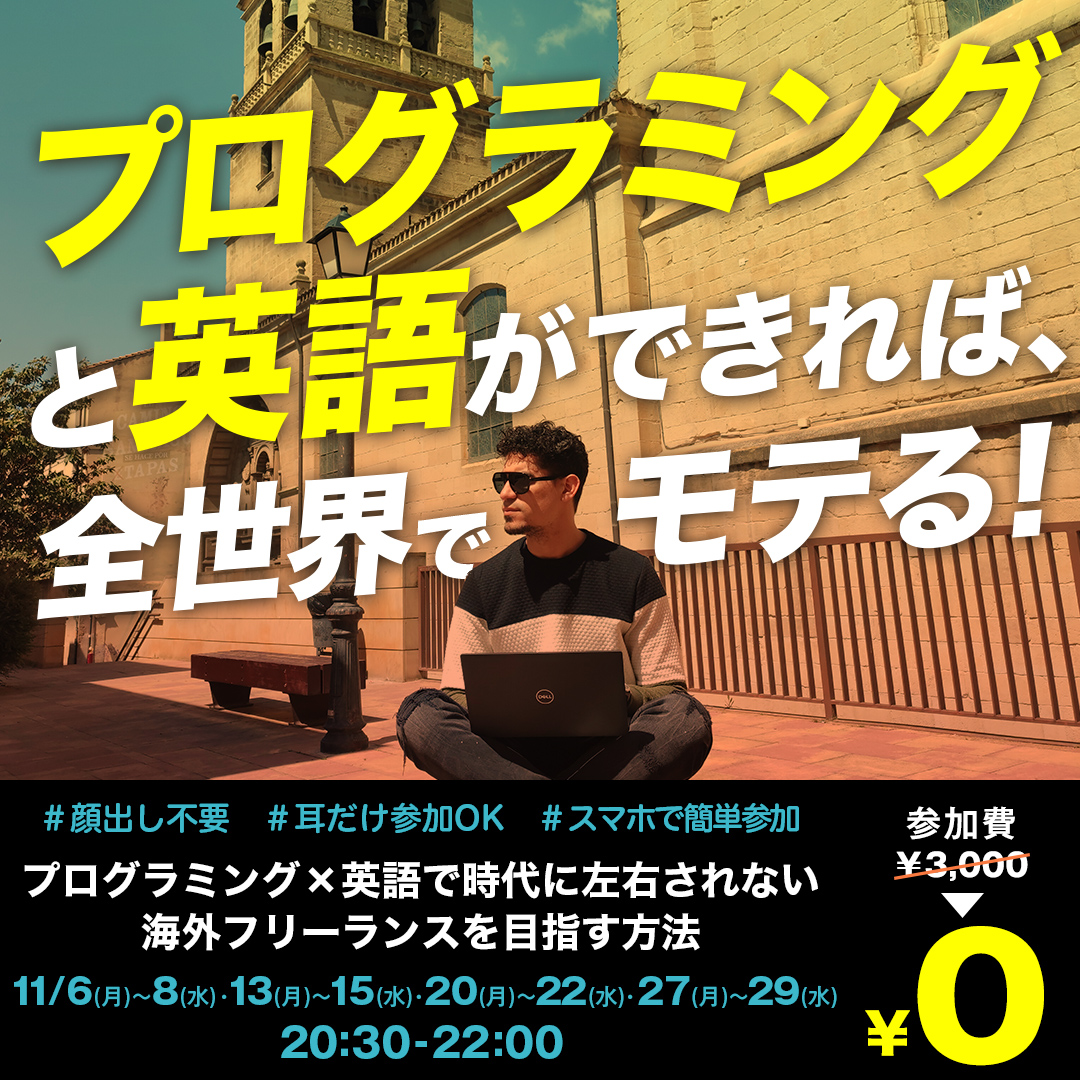 プログラミング
と英語ができれば、
全世界でモテる!
TAPAS
DELL
#顔出し不要 #耳だけ参加OK #スマホで簡単参加
プログラミング×英語で時代に左右されない
海外フリーランスを目指す方法
11/6(月)~8(水)・13(月)~15(水)・20(月)~22(水)・27(月)~29(水)
20:30-22:00
参加費
¥3,000
¥0